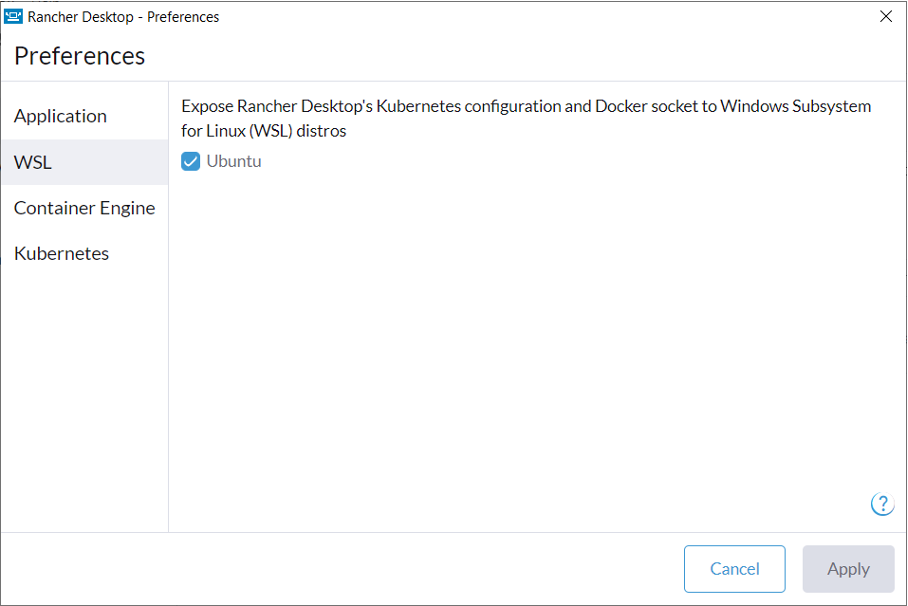 Rancher Desktop - Preferences
Preferences
Application
WSL
Container Engine
Kubernetes
Expose Rancher Desktop's Kubernetes configuration and Docker socket to Windows Subsystem
for Linux (WSL) distros
Ubuntu
?
Cancel
Apply